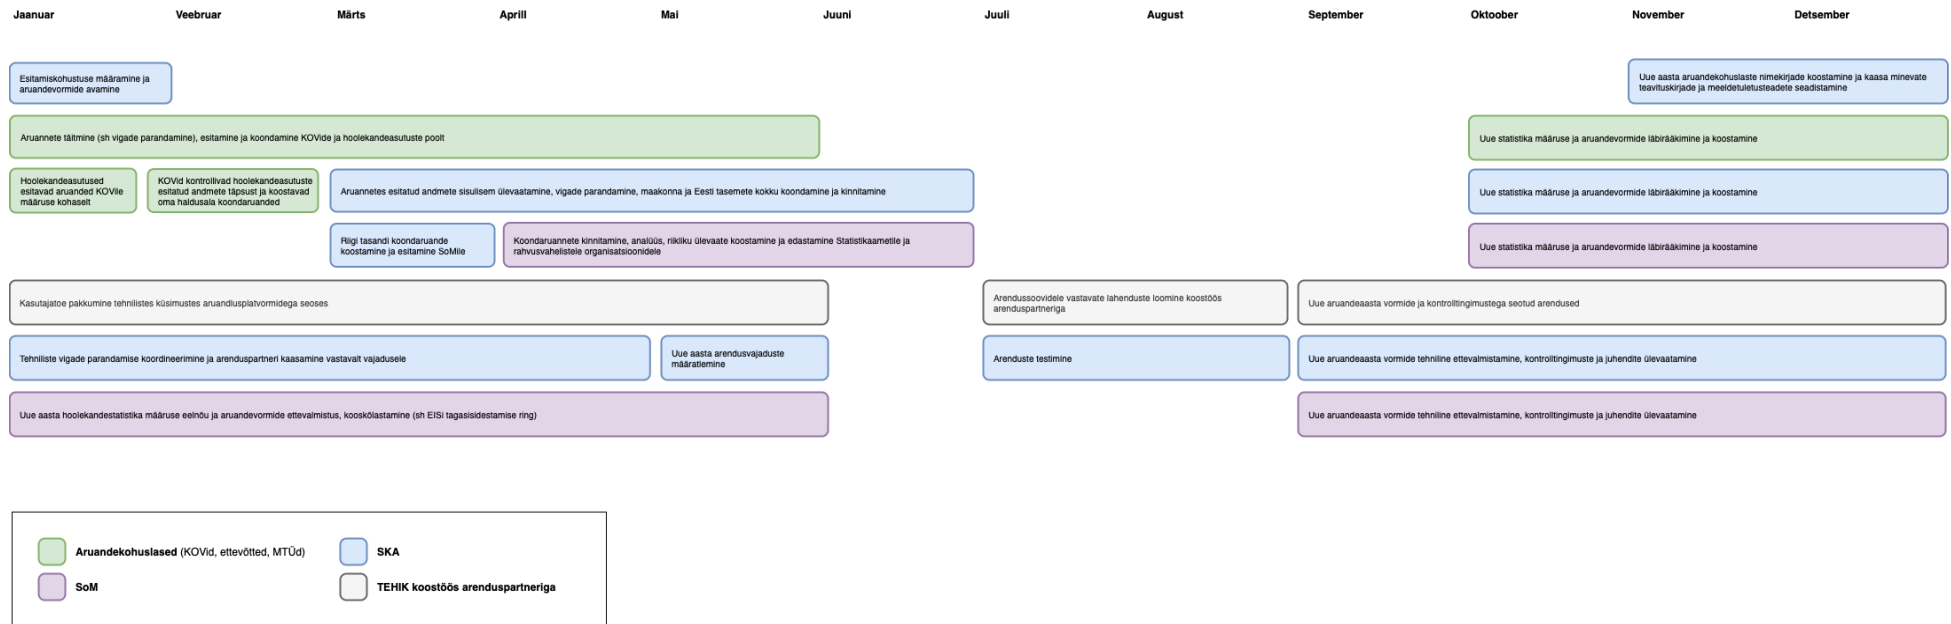 Jaanuar
Veebruar
Märts
Aprill
Mai
Juuni
Juuli
August
September
Oktoober
November
Detsember
Esitamiskohustuse määramine ja
aruandevormide avamine
Uue aasta aruandekohuslaste nimekirjade koostamine ja kaasa minevate
teavituskirjade ja meeldetuletusteadete seadistamine
Aruannete täitmine (sh vigade parandamine), esitamine ja koondamine KOVide ja hoolekandeasutuste poolt
Uue statistika määruse ja aruandevormide läbirääkimine ja koostamine
Hoolekandeasutused
esitavad aruanded KOVile
määruse kohaselt
KOVid kontrollivad hoolekandeasutuste
esitatud andmete täpsust ja koostavad
oma haldusala koondaruanded
Aruannetes esitatud andmete sisulisem ülevaatamine, vigade parandamine, maakonna ja Eesti tasemete kokku koondamine ja kinnitamine
Uue statistika määruse ja aruandevormide läbirääkimine ja koostamine
Riigi tasandi koondaruande
koostamine ja esitamine SoMile
Koondaruannete kinnitamine, analüüs, riikliku ülevaate koostamine ja edastamine Statistikaametile ja
rahvusvahelistele organisatsioonidele
Uue statistika määruse ja aruandevormide läbirääkimine ja koostamine
Kasutajatoe pakkumine tehnilistes küsimustes aruandlusplatvormidega seoses
Arendussoovidele vastavate lahenduste loomine koostöös
arenduspartneriga
Uue aruandeaasta vormide ja kontrolltingimustega seotud arendused
Tehniliste vigade parandamise koordineerimine ja arenduspartneri kaasamine vastavalt vajadusele
Uue aasta arendusvajaduste
määratlemine
Arenduste testimine
Uue aruandeaasta vormide tehniline ettevalmistamine, kontrolltingimuste ja juhendite ülevaatamine
Uue aasta hoolekandestatistika määruse eelnõu ja aruandevormide ettevalmistus, kooskõlastamine (sh EISi tagasisidestamise ring)
Uue aruandeaasta vormide tehniline ettevalmistamine, kontrolltingimuste ja juhendite ülevaatamine
Aruandekohuslased (KOVid, ettevõtted, MTÜd)
SKA
SoM
TEHIK koostöös arenduspartneriga